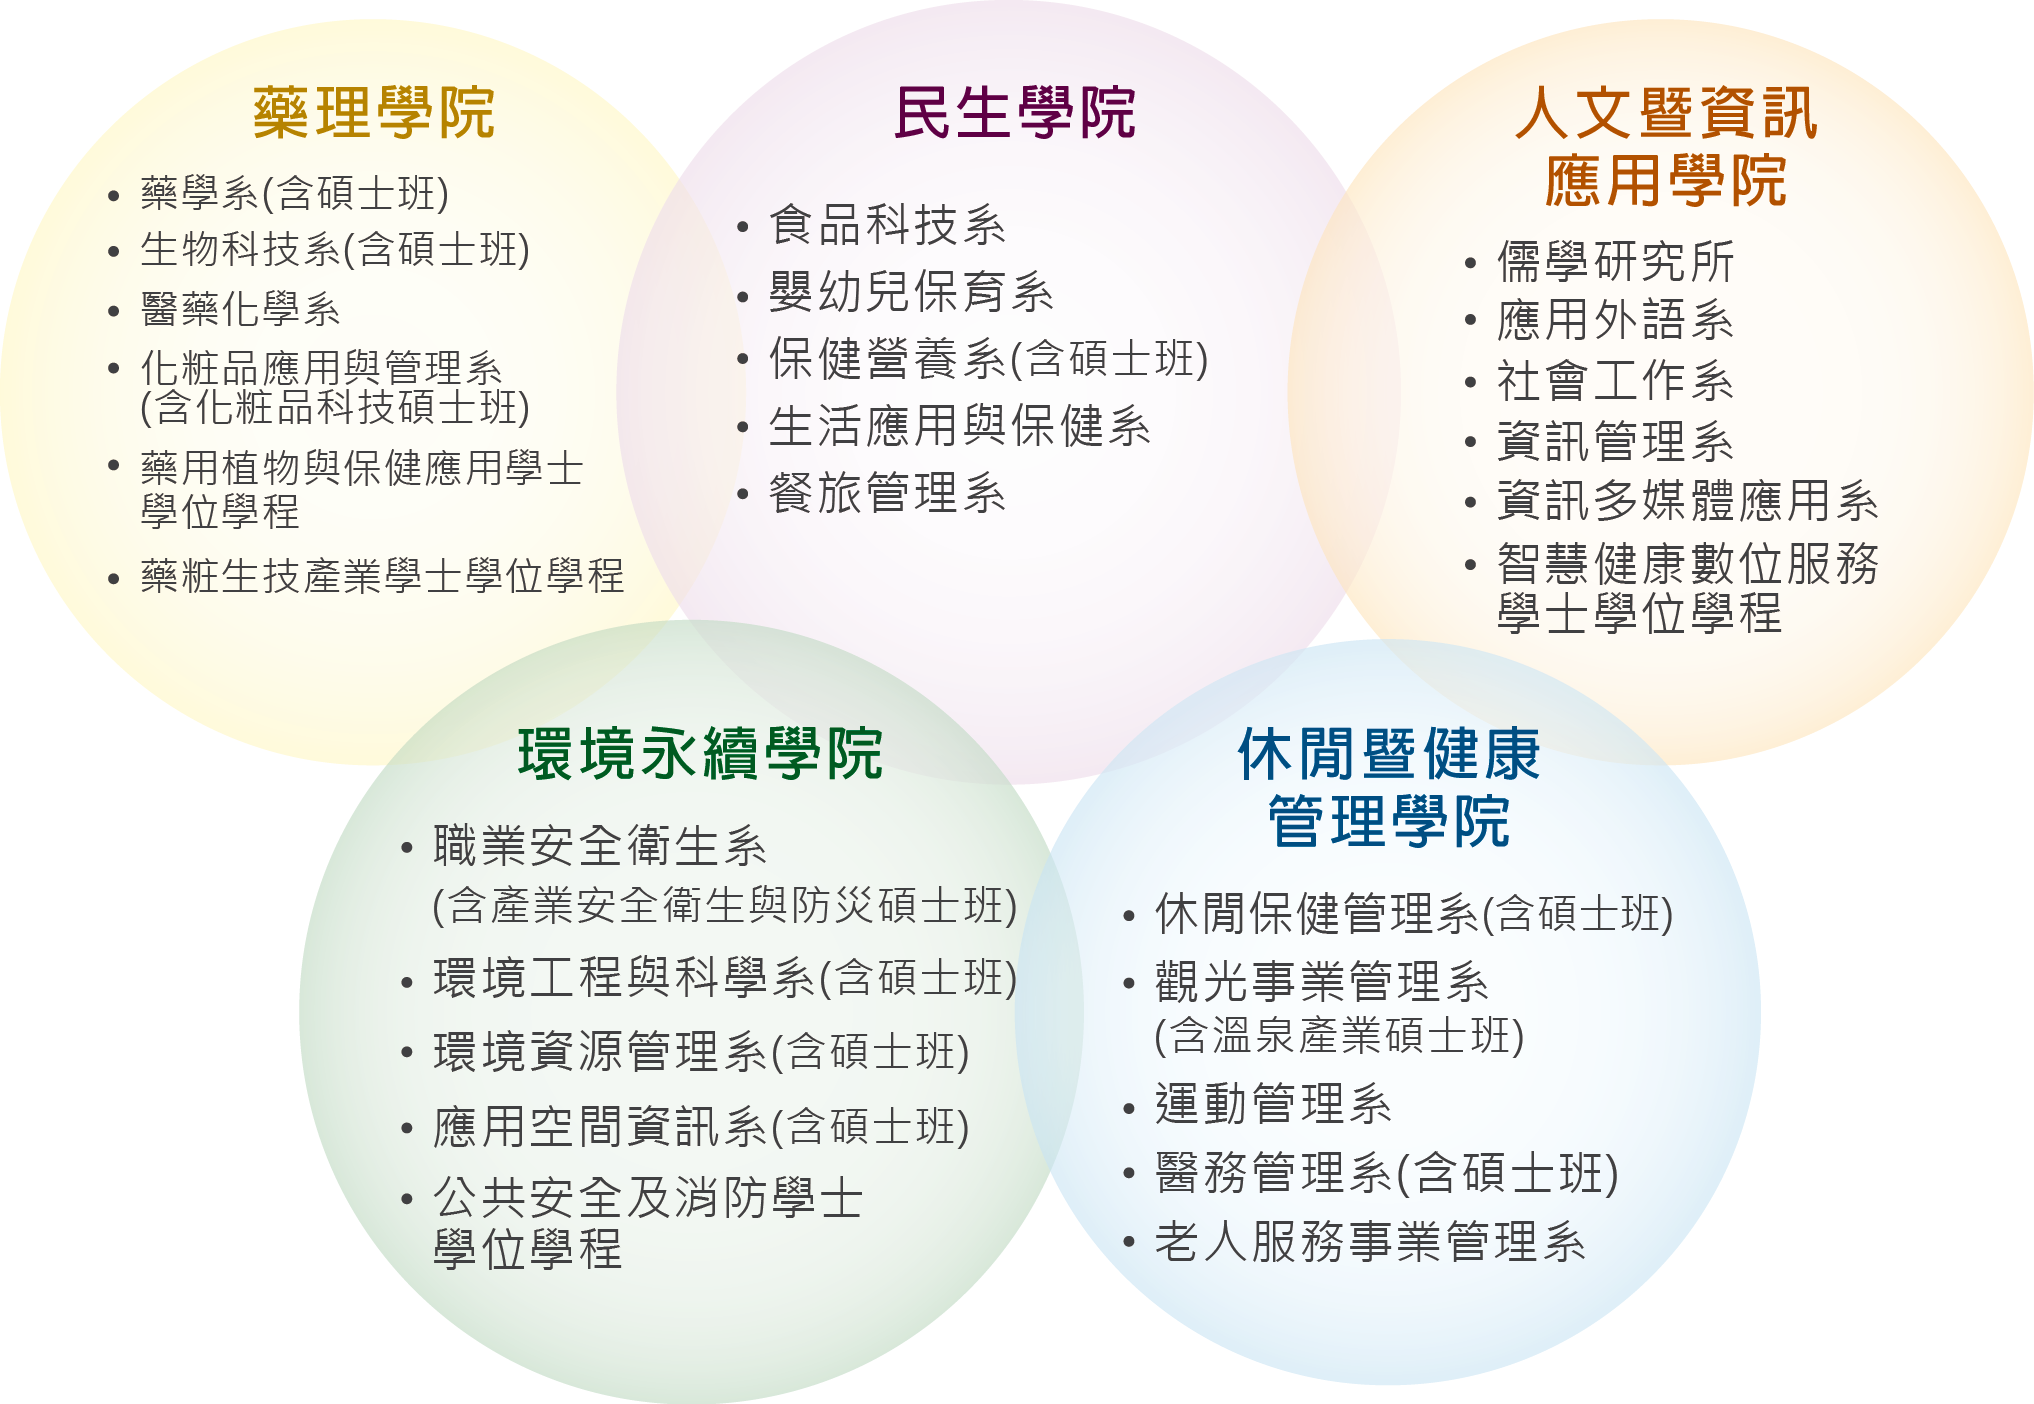 藥理學院
• 藥學系(含碩士班)
• 生物科技系(含碩士班)
• 醫藥化學系
• 化粧品應用與管理系
(含化粧品科技碩士班)
• 藥用植物與保健應用學士
學位學程
• 藥粧生技產業學士學位學程
民生學院
• 食品科技系
• 嬰幼兒保育系
• 保健營養系(含碩士班)
• 生活應用與保健系
• 餐旅管理系
人文暨資訊
應用學院
• 儒學研究所
• 應用外語系
• 社會工作系
• 資訊管理系
• 資訊多媒體應用系
• 智慧健康數位服務
學士學位學程
環境永續學院
• 職業安全衛生系
(含產業安全衛生與防災碩士班)
• 環境工程與科學系(含碩士班)
• 環境資源管理系(含碩士班)
• 應用空間資訊系(含碩士班)
• 公共安全及消防學士
學位學程
休閒暨健康
管理學院
• 休閒保健管理系(含碩士班)
• 觀光事業管理系
(含溫泉產業碩士班)
• 運動管理系
• 醫務管理系(含碩士班)
• 老人服務事業管理系